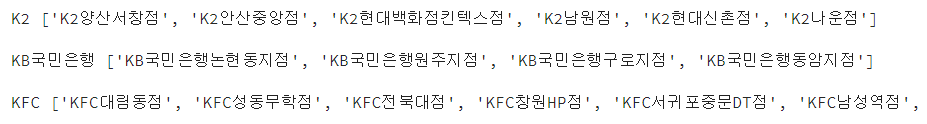 K2 ['K2양산서창점', 'K2안산중앙점', 'K2현대백화점킨텍스점', 'K2남원점', 'K2현대신촌점', 'K2나운점']
KB국민은행 ['KB국민은행논현동지점', 'KB국민은행원주지점', 'KB국민은행구로지점', 'KB국민은행동암지점']
KFC ['KFC대림동점', 'KFC성동무학점', 'KFC전북대점', 'KFC창원HP점', 'KFC서귀포중문DT점', 'KFC남성역점',